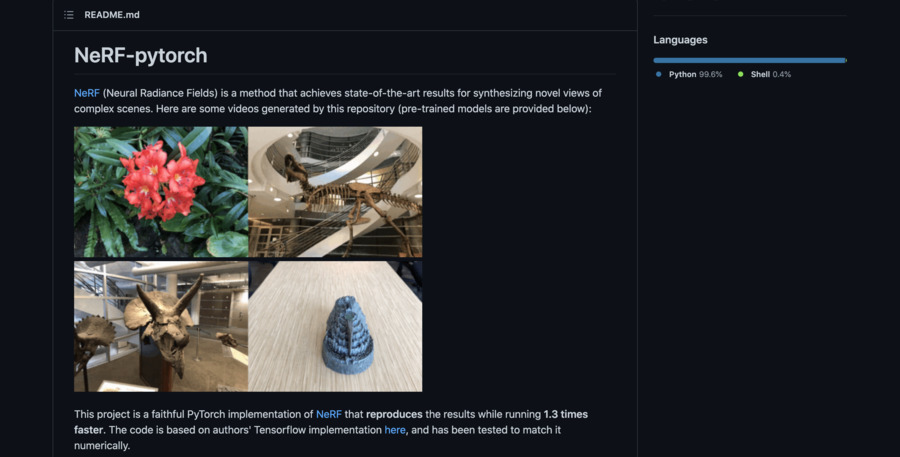 README.md
NeRF-pytorch
NeRF (Neural Radiance Fields) is a method that achieves state-of-the-art results for synthesizing novel views of
complex scenes. Here are some videos generated by this repository (pre-trained models are provided below):
This project is a faithful PyTorch implementation of NeRF that reproduces the results while running 1.3 times
faster. The code is based on authors' Tensorflow implementation here, and has been tested to match it
numerically.
Languages
Python 99.6%
Shell 0.4%